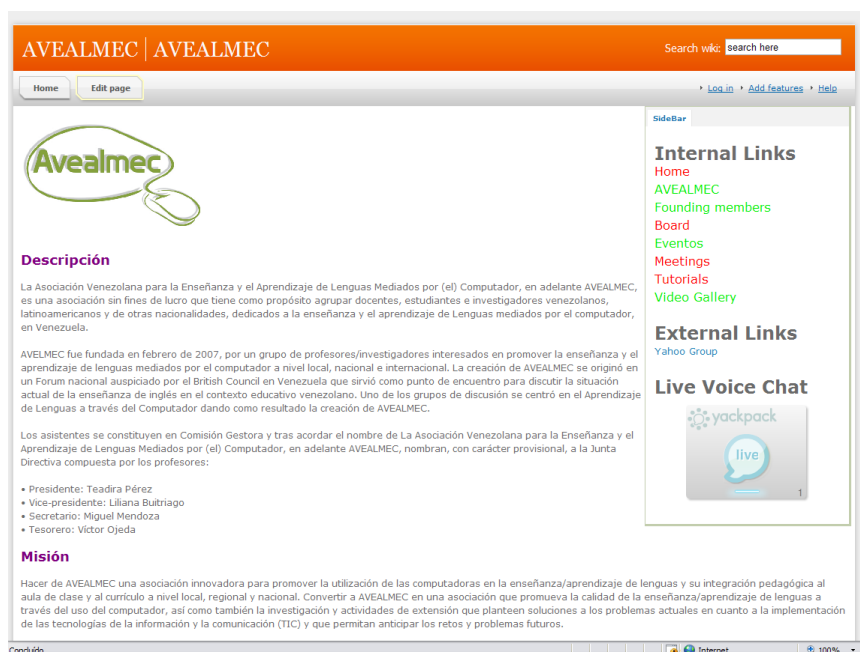 AVEALMEC | AVEALMEC
Search wiki: search here
Home Edit page
Log in Add features Help
Avealmec
Descripción
La Asociación Venezolana para la Enseñanza y el Aprendizaje de Lenguas Mediados por (el) Computador, en adelante AVEALMEC,
es una asociación sin fines de lucro que tiene como propósito agrupar docentes, estudiantes e investigadores venezolanos,
latinoamericanos y de otras nacionalidades, dedicados a la enseñanza y el aprendizaje de Lenguas mediados por el computador,
en Venezuela.
AVELMEC fue fundada en febrero de 2007, por un grupo de profesores/investigadores interesados en promover la enseñanza y el
aprendizaje de lenguas mediados por el computador a nivel local, nacional e internacional. La creación de AVEALMEC se originó en
un Forum nacional auspiciado por el British Council en Venezuela que sirvió como punto de encuentro para discutir la situación
actual de la enseñanza de inglés en el contexto educativo venezolano. Uno de los grupos de discusión se centró en el Aprendizaje
de Lenguas a través del Computador dando como resultado la creación de AVEALMEC.
Los asistentes se constituyen en Comisión Gestora y tras acordar el nombre de La Asociación Venezolana para la Enseñanza y el
Aprendizaje de Lenguas Mediados por (el) Computador, en adelante AVEALMEC, nombran, con carácter provisional, a la Junta
Directiva compuesta por los profesores:
• Presidente: Teadira Pérez
• Vice-presidente: Liliana Buitriago
• Secretario: Miguel Mendoza
• Tesorero: Víctor Ojeda
SideBar
Internal Links
Home
AVEALMEC
Founding members
Board
Eventos
Meetings
Tutorials
Video Gallery
External Links
Yahoo Group
Live Voice Chat
yackpack
live
1
Misión
Hacer de AVEALMEC una asociación innovadora para promover la utilización de las computadoras en la enseñanza/aprendizaje de lenguas y su integración pedagógica al
aula de clase y al currículo a nivel local, regional y nacional. Convertir a AVEALMEC en una asociación que promueva la calidad de la enseñanza/aprendizaje de lenguas a
través del uso del computador, así como también la investigación y actividades de extensión que planteen soluciones a los problemas actuales en cuanto a la implementación
de las tecnologías de la información y la comunicación (TIC) y que permitan anticipar los retos y problemas futuros.
Concluído Internet 100%